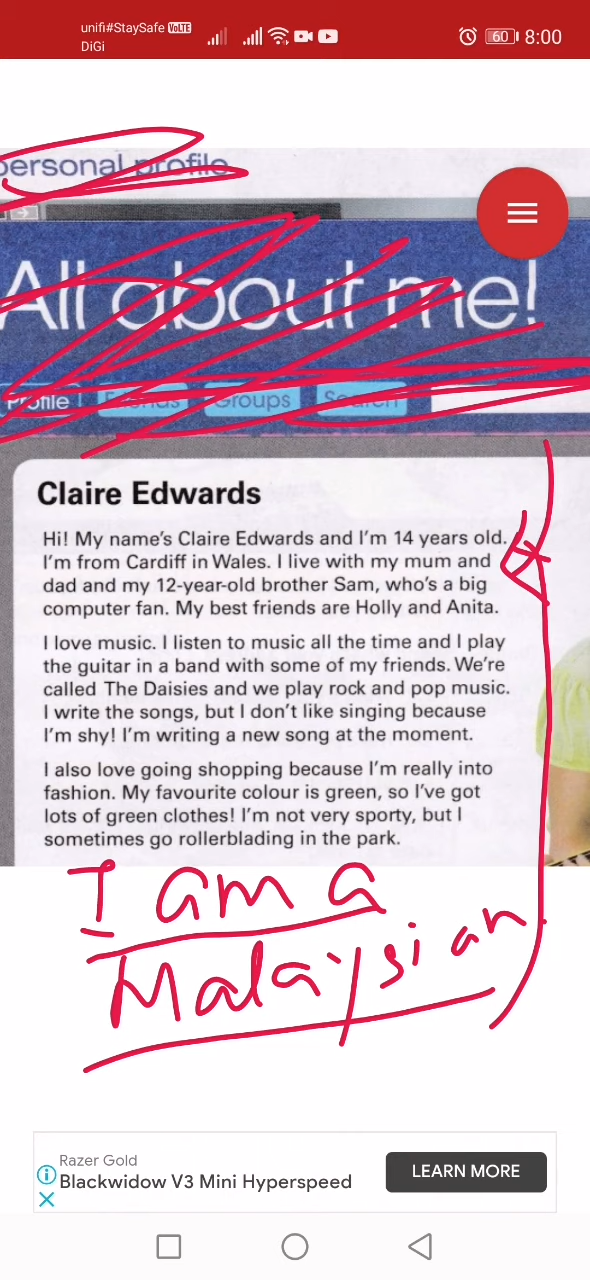 unifi#StaySafe VoLTE
DiGi
60 8:00
personal profile
All about me!
Profile Friends Groups Search
Claire Edwards
Hi! My name's Claire Edwards and I'm 14 years old.
I'm from Cardiff in Wales. I live with my mum and
dad and my 12-year-old brother Sam, who's a big
computer fan. My best friends are Holly and Anita.
I love music. I listen to music all the time and I play
the guitar in a band with some of my friends. We're
called The Daisies and we play rock and pop music.
I write the songs, but I don't like singing because
I'm shy! I'm writing a new song at the moment.
I also love going shopping because I'm really into
fashion. My favourite colour is green, so I've got
lots of green clothes! I'm not very sporty, but I
sometimes go rollerblading in the park.
I am a
Malaysian
Razer Gold
Blackwidow V3 Mini Hyperspeed
LEARN MORE